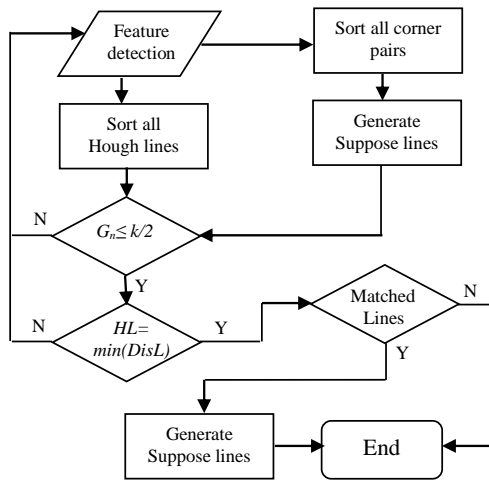 Feature
detection
Sort all corner
pairs
Sort all
Hough lines
Generate
Suppose lines
N
Gn≤ k/2
Y
N
HL=
min(DisL)
Y
Matched
Lines
N
Y
Generate
Suppose lines
End